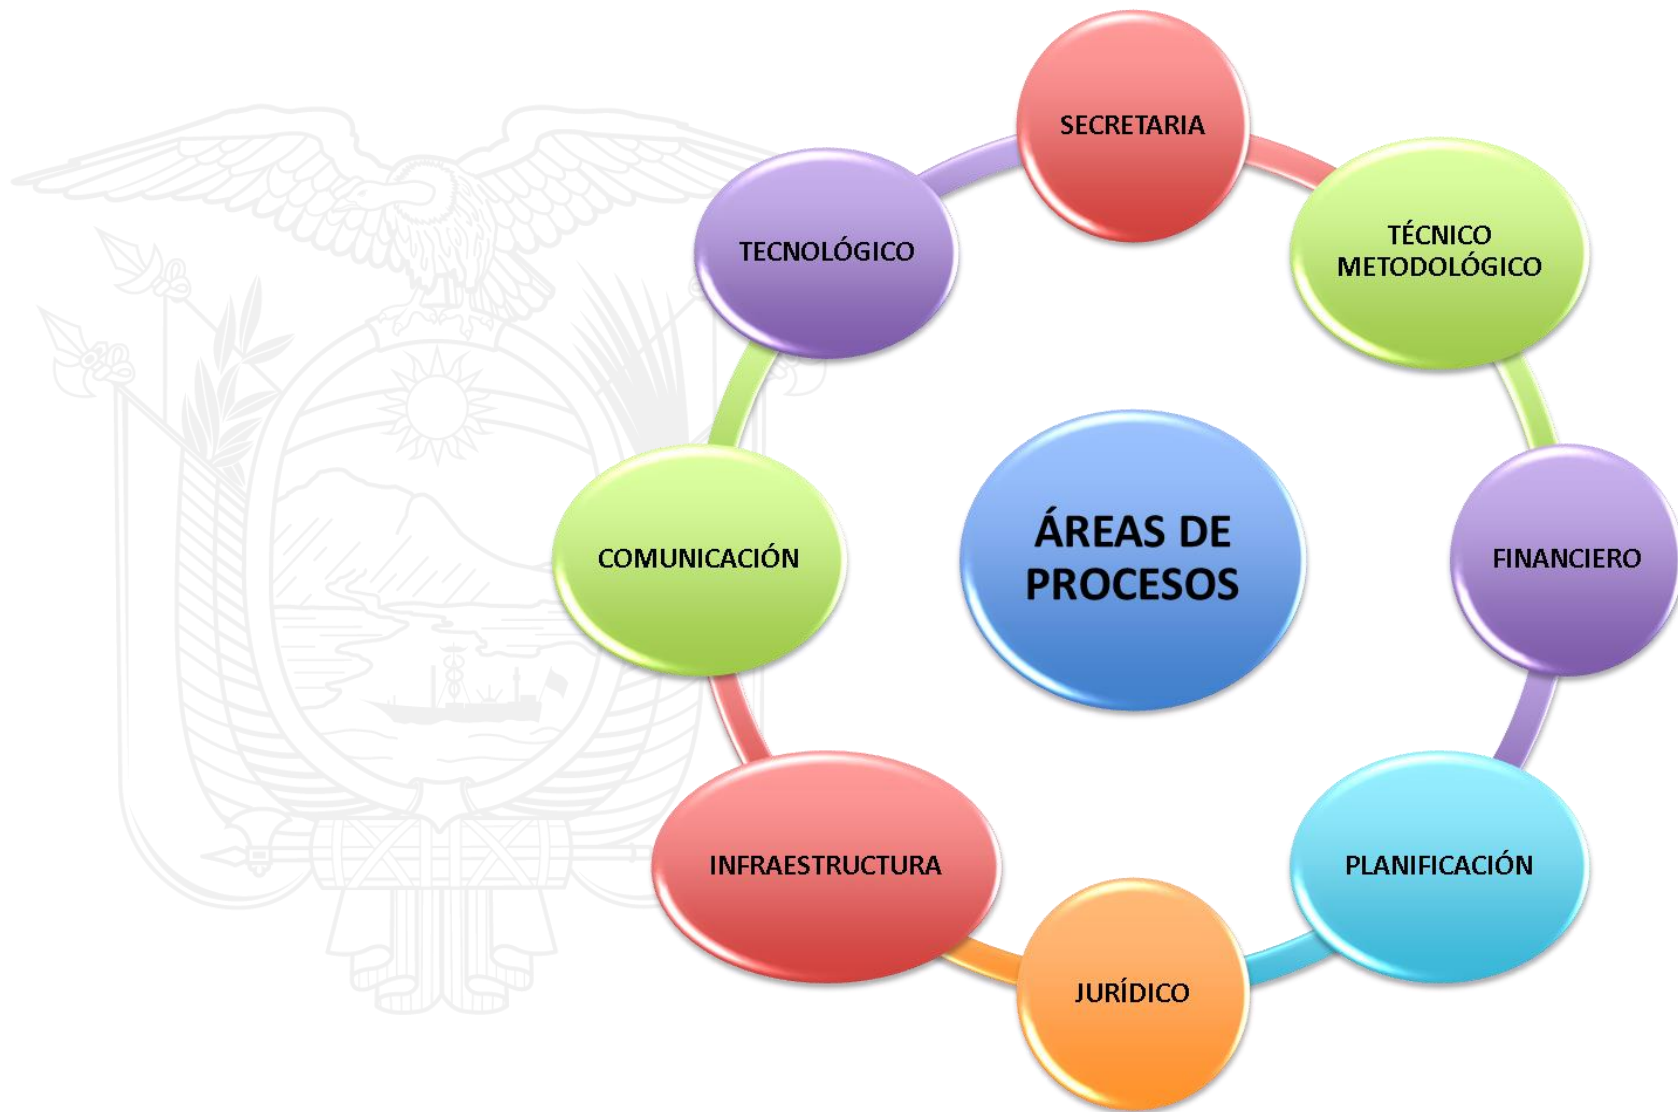 SECRETARIA
TÉCNICO
METODOLÓGICO
FINANCIERO
PLANIFICACIÓN
JURÍDICO
INFRAESTRUCTURA
COMUNICACIÓN
TECNOLÓGICO
ÁREAS DE
PROCESOS